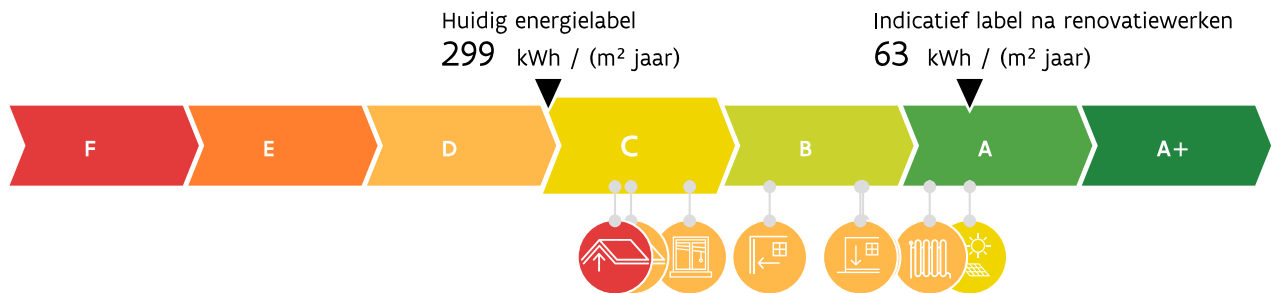 Huidig energielabel
299 kWh / (m² jaar)
Indicatief label na renovatiewerken
63 kWh / (m² jaar)
F E D C B A A+